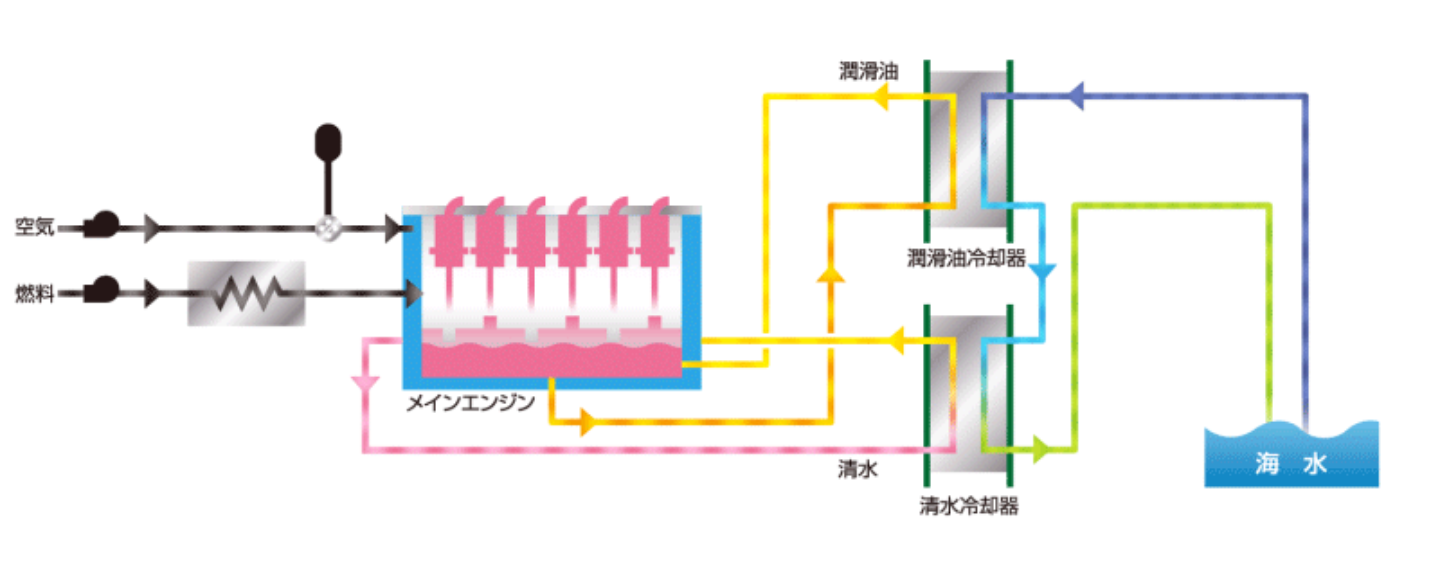 潤滑油
空気
潤滑油冷却器
燃料
メインエンジン
清水
海 水
清水冷却器